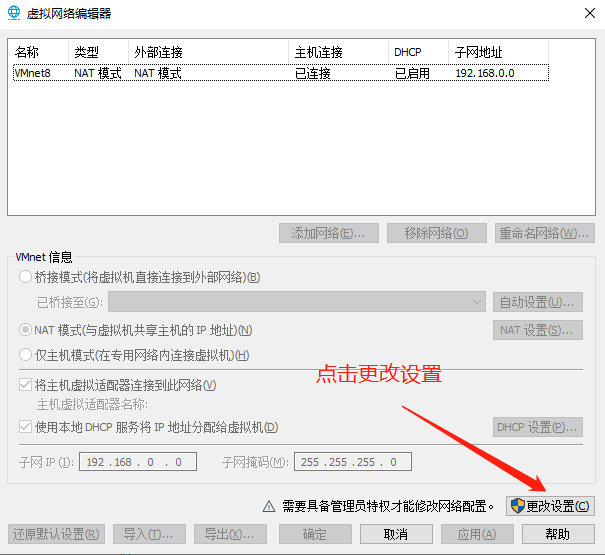 虚拟网络编辑器
名称 类型 外部连接 主机连接 DHCP 子网地址
VMnet8 NAT 模式 NAT 模式 已连接 已启用 192.168.0.0
添加网络(E)... 移除网络(O) 重命名网络(W)...
VMnet 信息
桥接模式(将虚拟机直接连接到外部网络)(B)
已桥接至(G): 自动设置(U)...
NAT 模式(与虚拟机共享主机的 IP 地址)(N) NAT 设置(S)...
仅主机模式(在专用网络内连接虚拟机)(H)
点击更改设置
将主机虚拟适配器连接到此网络(V)
主机虚拟适配器名称:
使用本地 DHCP 服务将 IP 地址分配给虚拟机(D) DHCP 设置(P)...
子网 IP (I): 192 .168 . 0 . 0 子网掩码(M): 255 .255 .255 . 0
需要具备管理员特权才能修改网络配置。 更改设置(C)
还原默认设置(R) 导入(T)... 导出(X)... 确定 取消 应用(A) 帮助